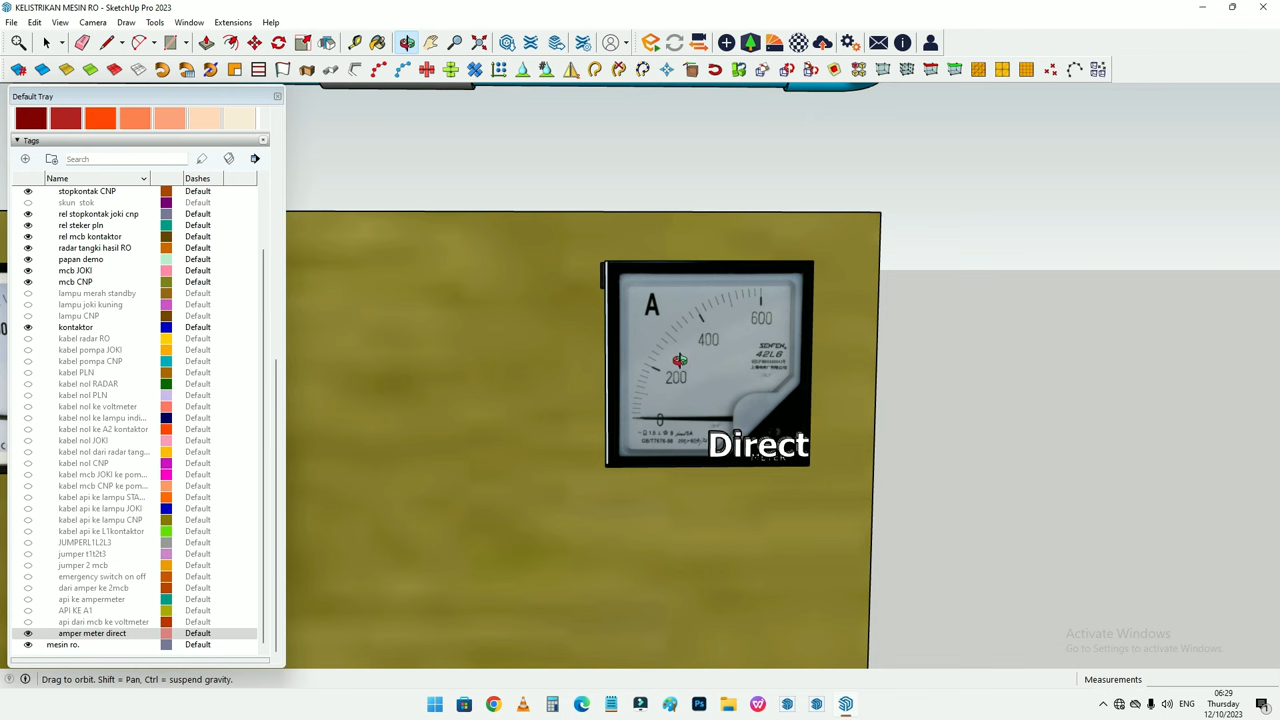 KELISTRIKAN MESIN RO - SketchUp Pro 2023
File Edit View Camera Draw Tools Window Extensions Help
Default Tray
Tags
Search
Name Dashes
stopkontak CNP Default
skun stok Default
rel stopkontak joki cnp Default
rel steker pln Default
rel mcb kontaktor Default
radar tangki hasil RO Default
papan demo Default
mcb JOKI Default
mcb CNP Default
lampu merah standby Default
lampu joki kuning Default
lampu CNP Default
kontaktor Default
kabel radar RO Default
kabel pompa JOKI Default
kabel pompa CNP Default
kabel PLN Default
kabel nol RADAR Default
kabel nol PLN Default
kabel nol ke voltmeter Default
kabel nol ke lampu indi... Default
kabel nol ke A2 kontaktor Default
kabel nol JOKI Default
kabel nol dari radar tang... Default
kabel nol CNP Default
kabel mcb JOKI ke pom... Default
kabel mcb CNP ke pom... Default
kabel api ke lampu STA... Default
kabel api ke lampu JOKI Default
kabel api ke lampu CNP Default
kabel api ke L1kontaktor Default
JUMPERL1L2L3 Default
jumper t1t2t3 Default
jumper 2 mcb Default
emergency switch on off Default
dari amper ke 2mcb Default
api ke ampermeter Default
API KE A1 Default
api dari mcb ke voltmeter Default
amper meter direct Default
mesin ro. Default
A
600
400
200
0
42L6
Direct
Activate Windows
Go to Settings to activate Windows.
Drag to orbit. Shift = Pan, Ctrl = suspend gravity.
Measurements
ENG
06:29
Thursday
12/10/2023